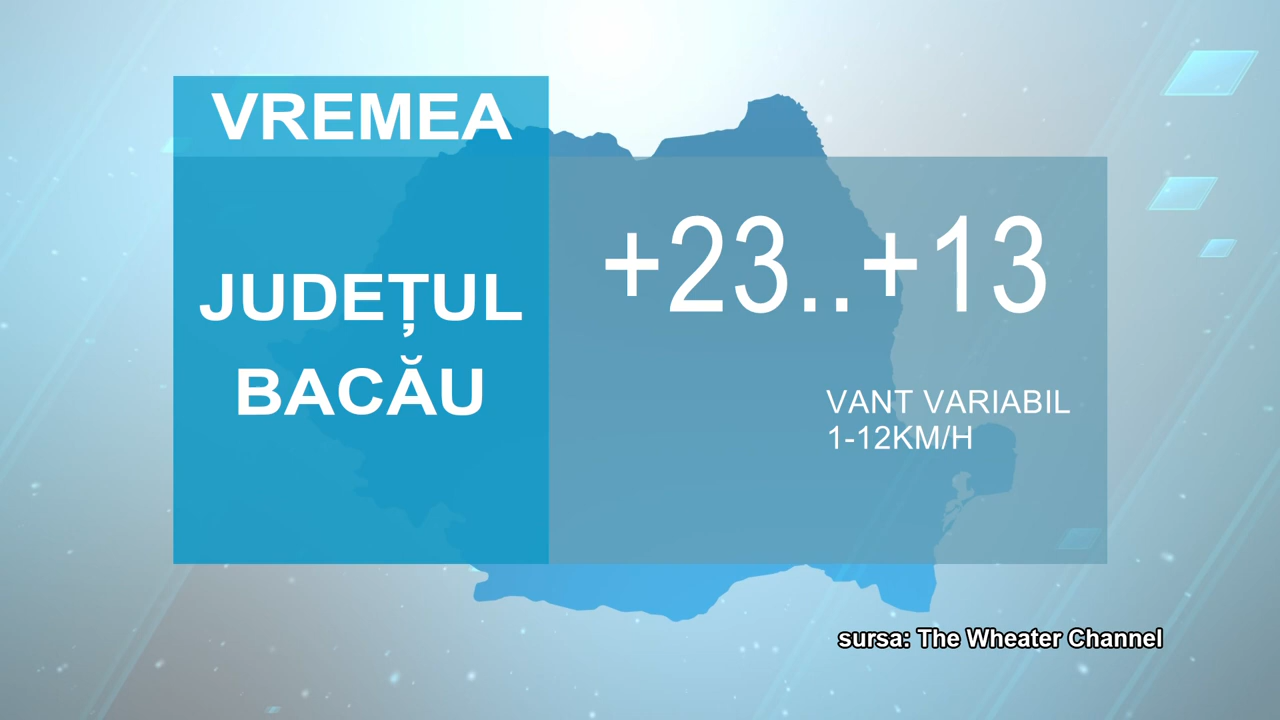 VREMEA
JUDEȚUL
BACĂU
+23..+13
VANT VARIABIL
1-12KM/H
sursa: The Wheater Channel